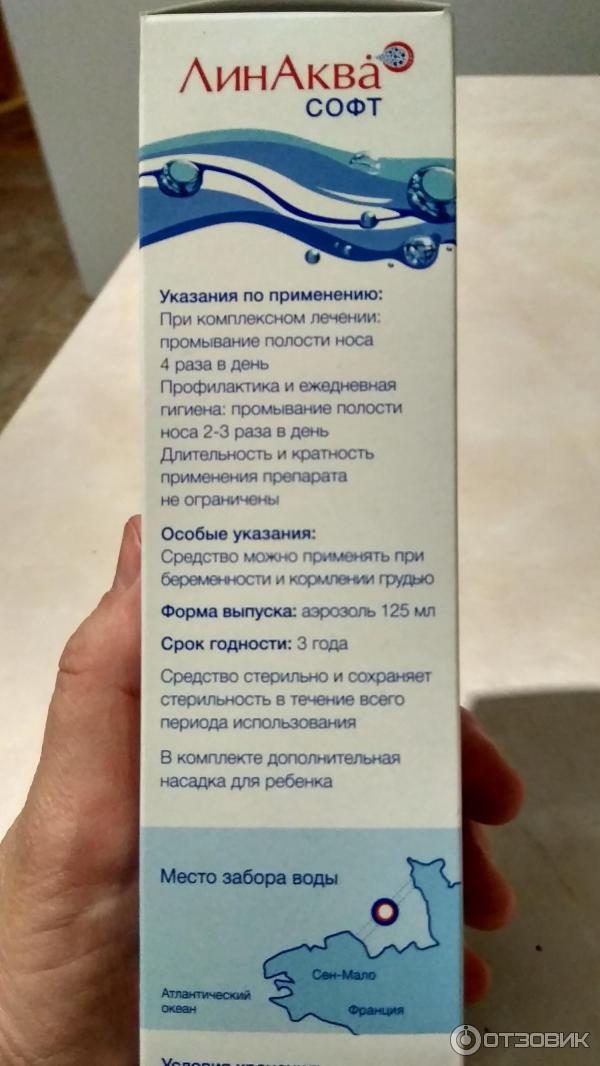 ЛинАква
СОФТ
Указания по применению:
При комплексном лечении:
промывание полости носа
4 раза в день
Профилактика и ежедневная
гигиена: промывание полости
носа 2-3 раза в день
Длительность и кратность
применения препарата
не ограничены
Особые указания:
Средство можно применять при
беременности и кормлении грудью
Форма выпуска: аэрозоль 125 мл
Срок годности: 3 года
Средство стерильно и сохраняет
стерильность в течение всего
периода использования
В комплекте дополнительная
насадка для ребенка
Место забора воды
Сен-Мало
Атлантический
океан
Франция
Условия
ОТЗОВИК